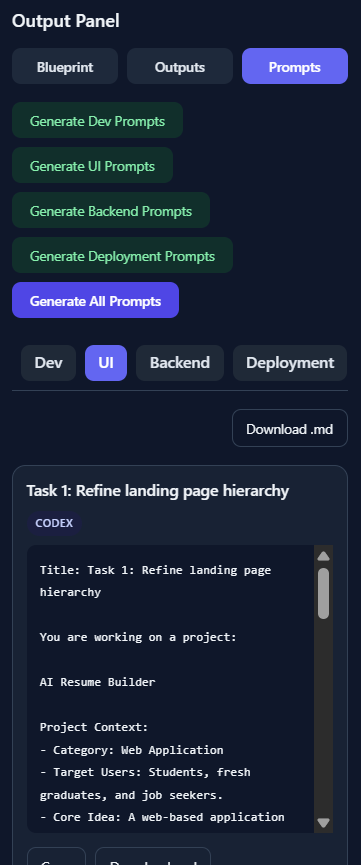 Output Panel
Blueprint Outputs Prompts
Generate Dev Prompts
Generate UI Prompts
Generate Backend Prompts
Generate Deployment Prompts
Generate All Prompts
Dev UI Backend Deployment
Download .md
Task 1: Refine landing page hierarchy
CODEX
Title: Task 1: Refine landing page
hierarchy
You are working on a project:
AI Resume Builder
Project Context:
- Category: Web Application
- Target Users: Students, fresh
graduates, and job seekers.
- Core Idea: A web-based application